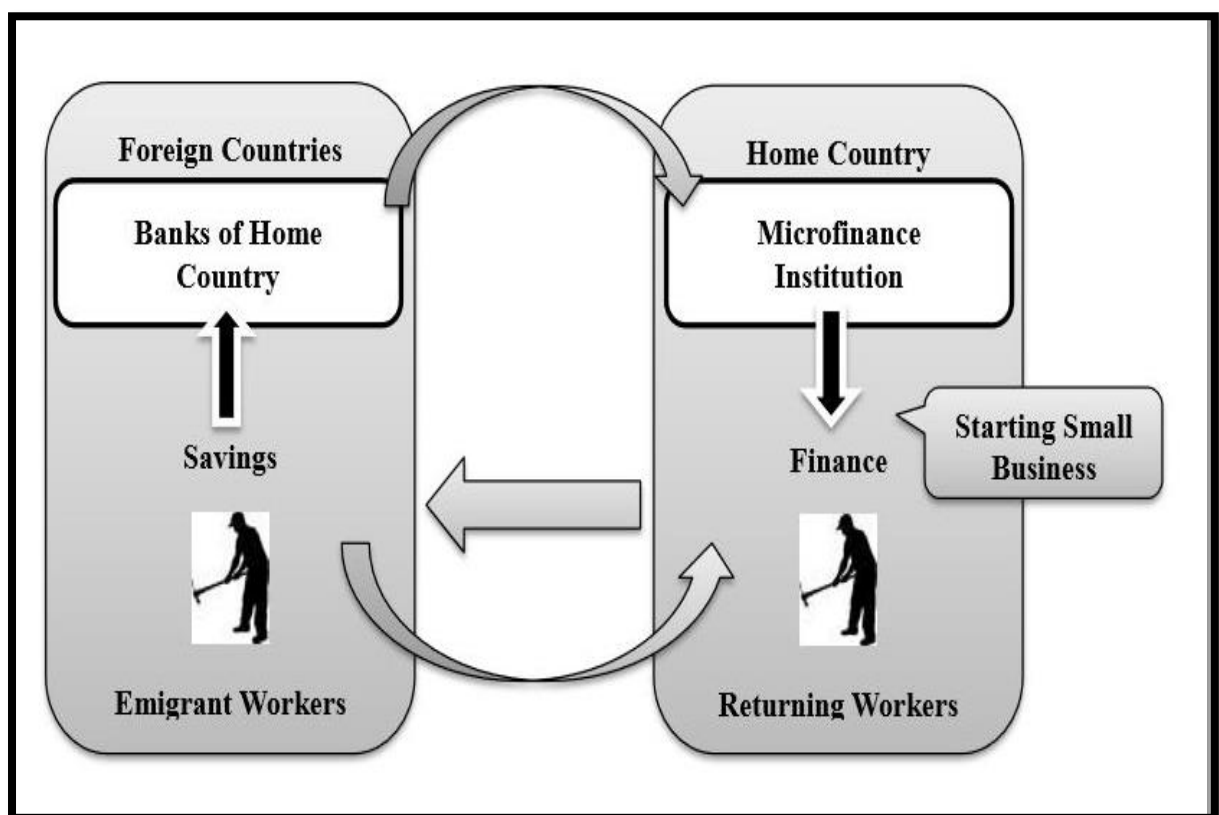 Foreign Countries
Banks of Home
Country
Savings
Emigrant Workers
Home Country
Microfinance
Institution
Finance
Starting Small
Business
Returning Workers